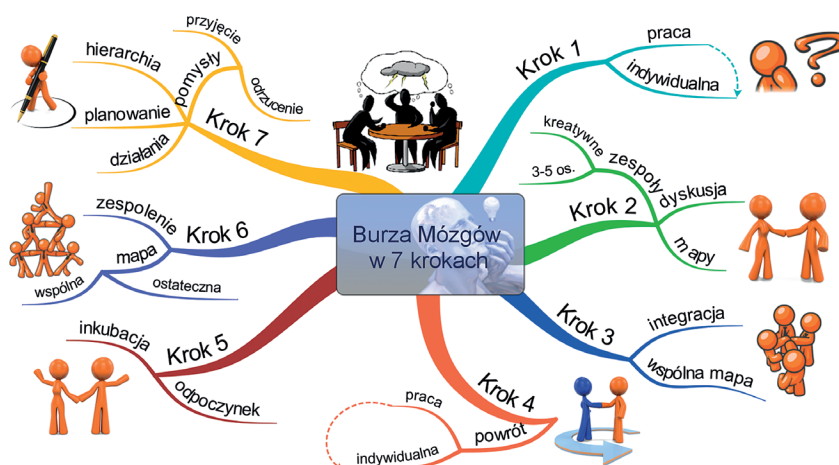 Burza Mózgów
w 7 krokach
Krok 1
praca
indywidualna
Krok 2
zespoły
kreatywne
3-5 os.
dyskusja
mapy
Krok 3
integracja
wspólna mapa
Krok 4
powrót
praca
indywidualna
Krok 5
inkubacja
odpoczynek
Krok 6
zespolenie
mapa
wspólna
ostateczna
Krok 7
pomysły
przyjęcie
odrzucenie
hierarchia
planowanie
działania